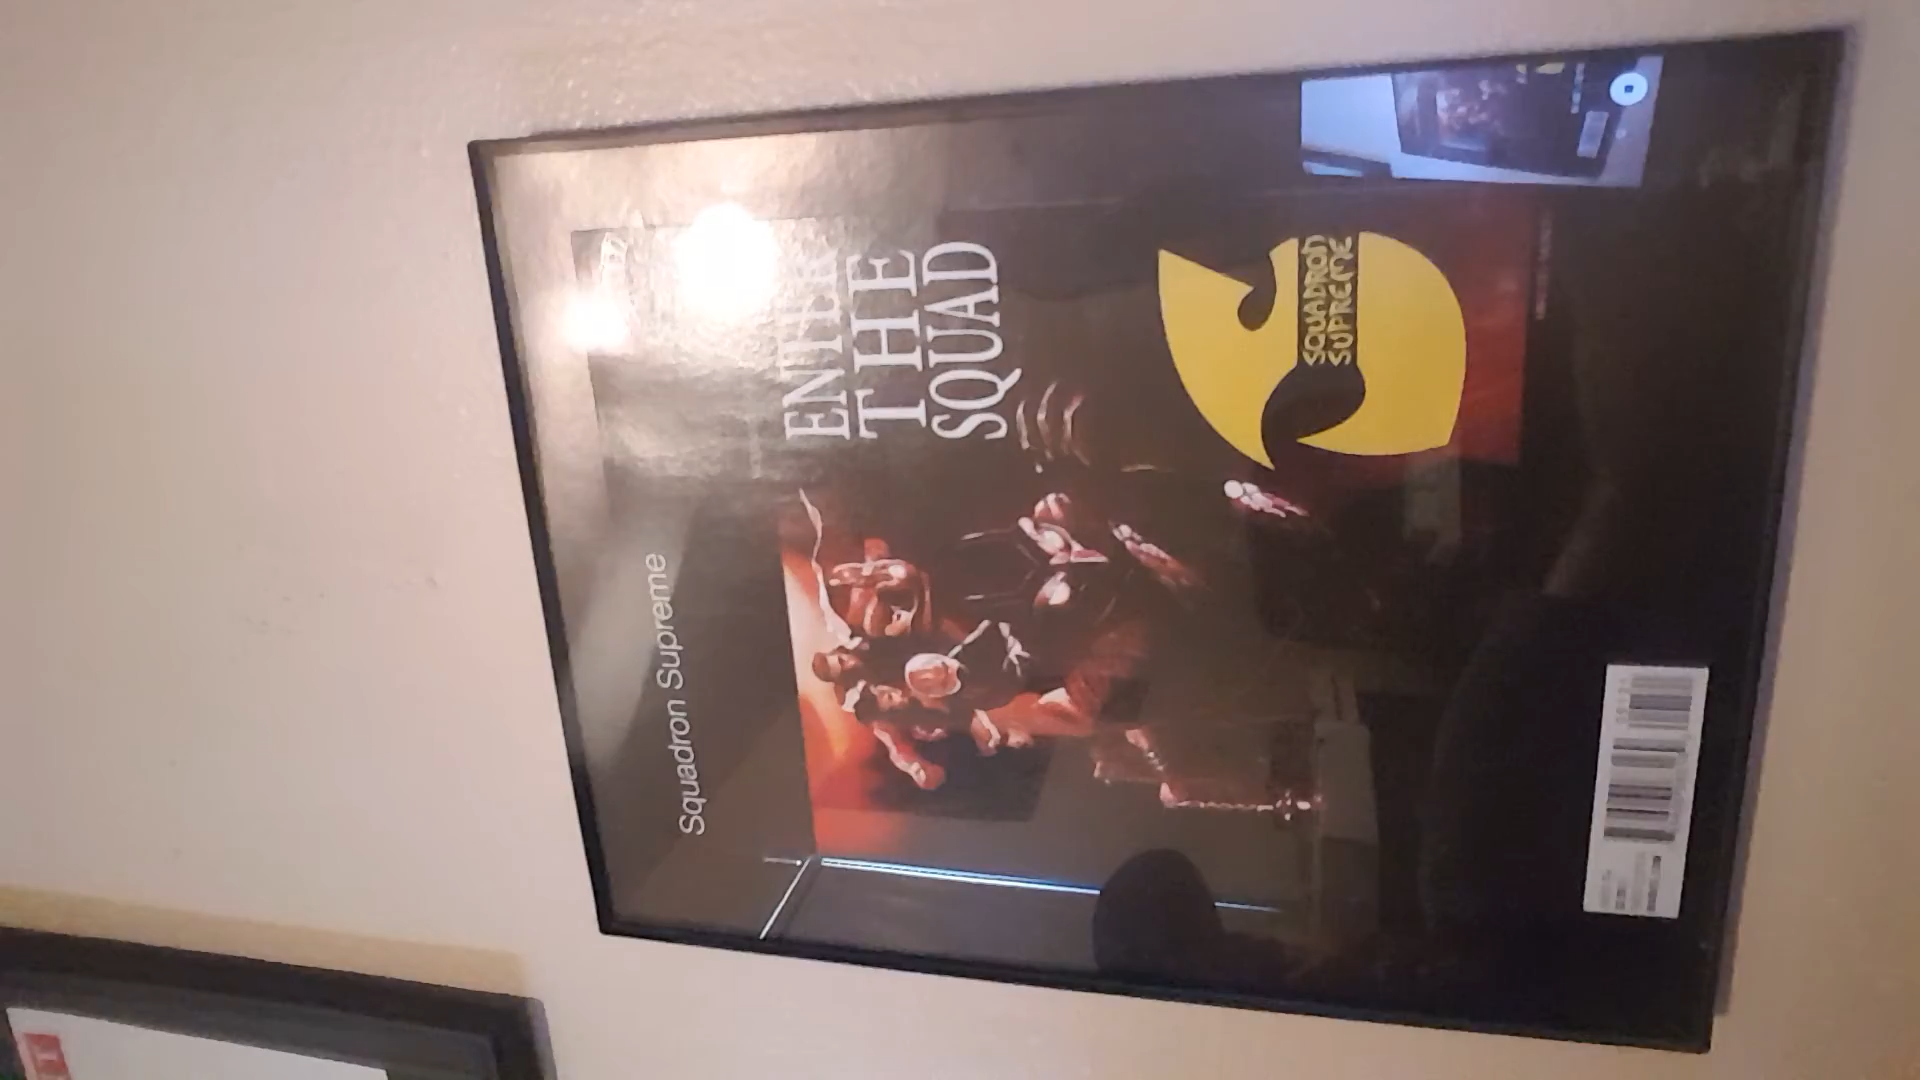 Squadron Supreme
ENTER
THE
SQUAD
SQUADRON
SUPREME